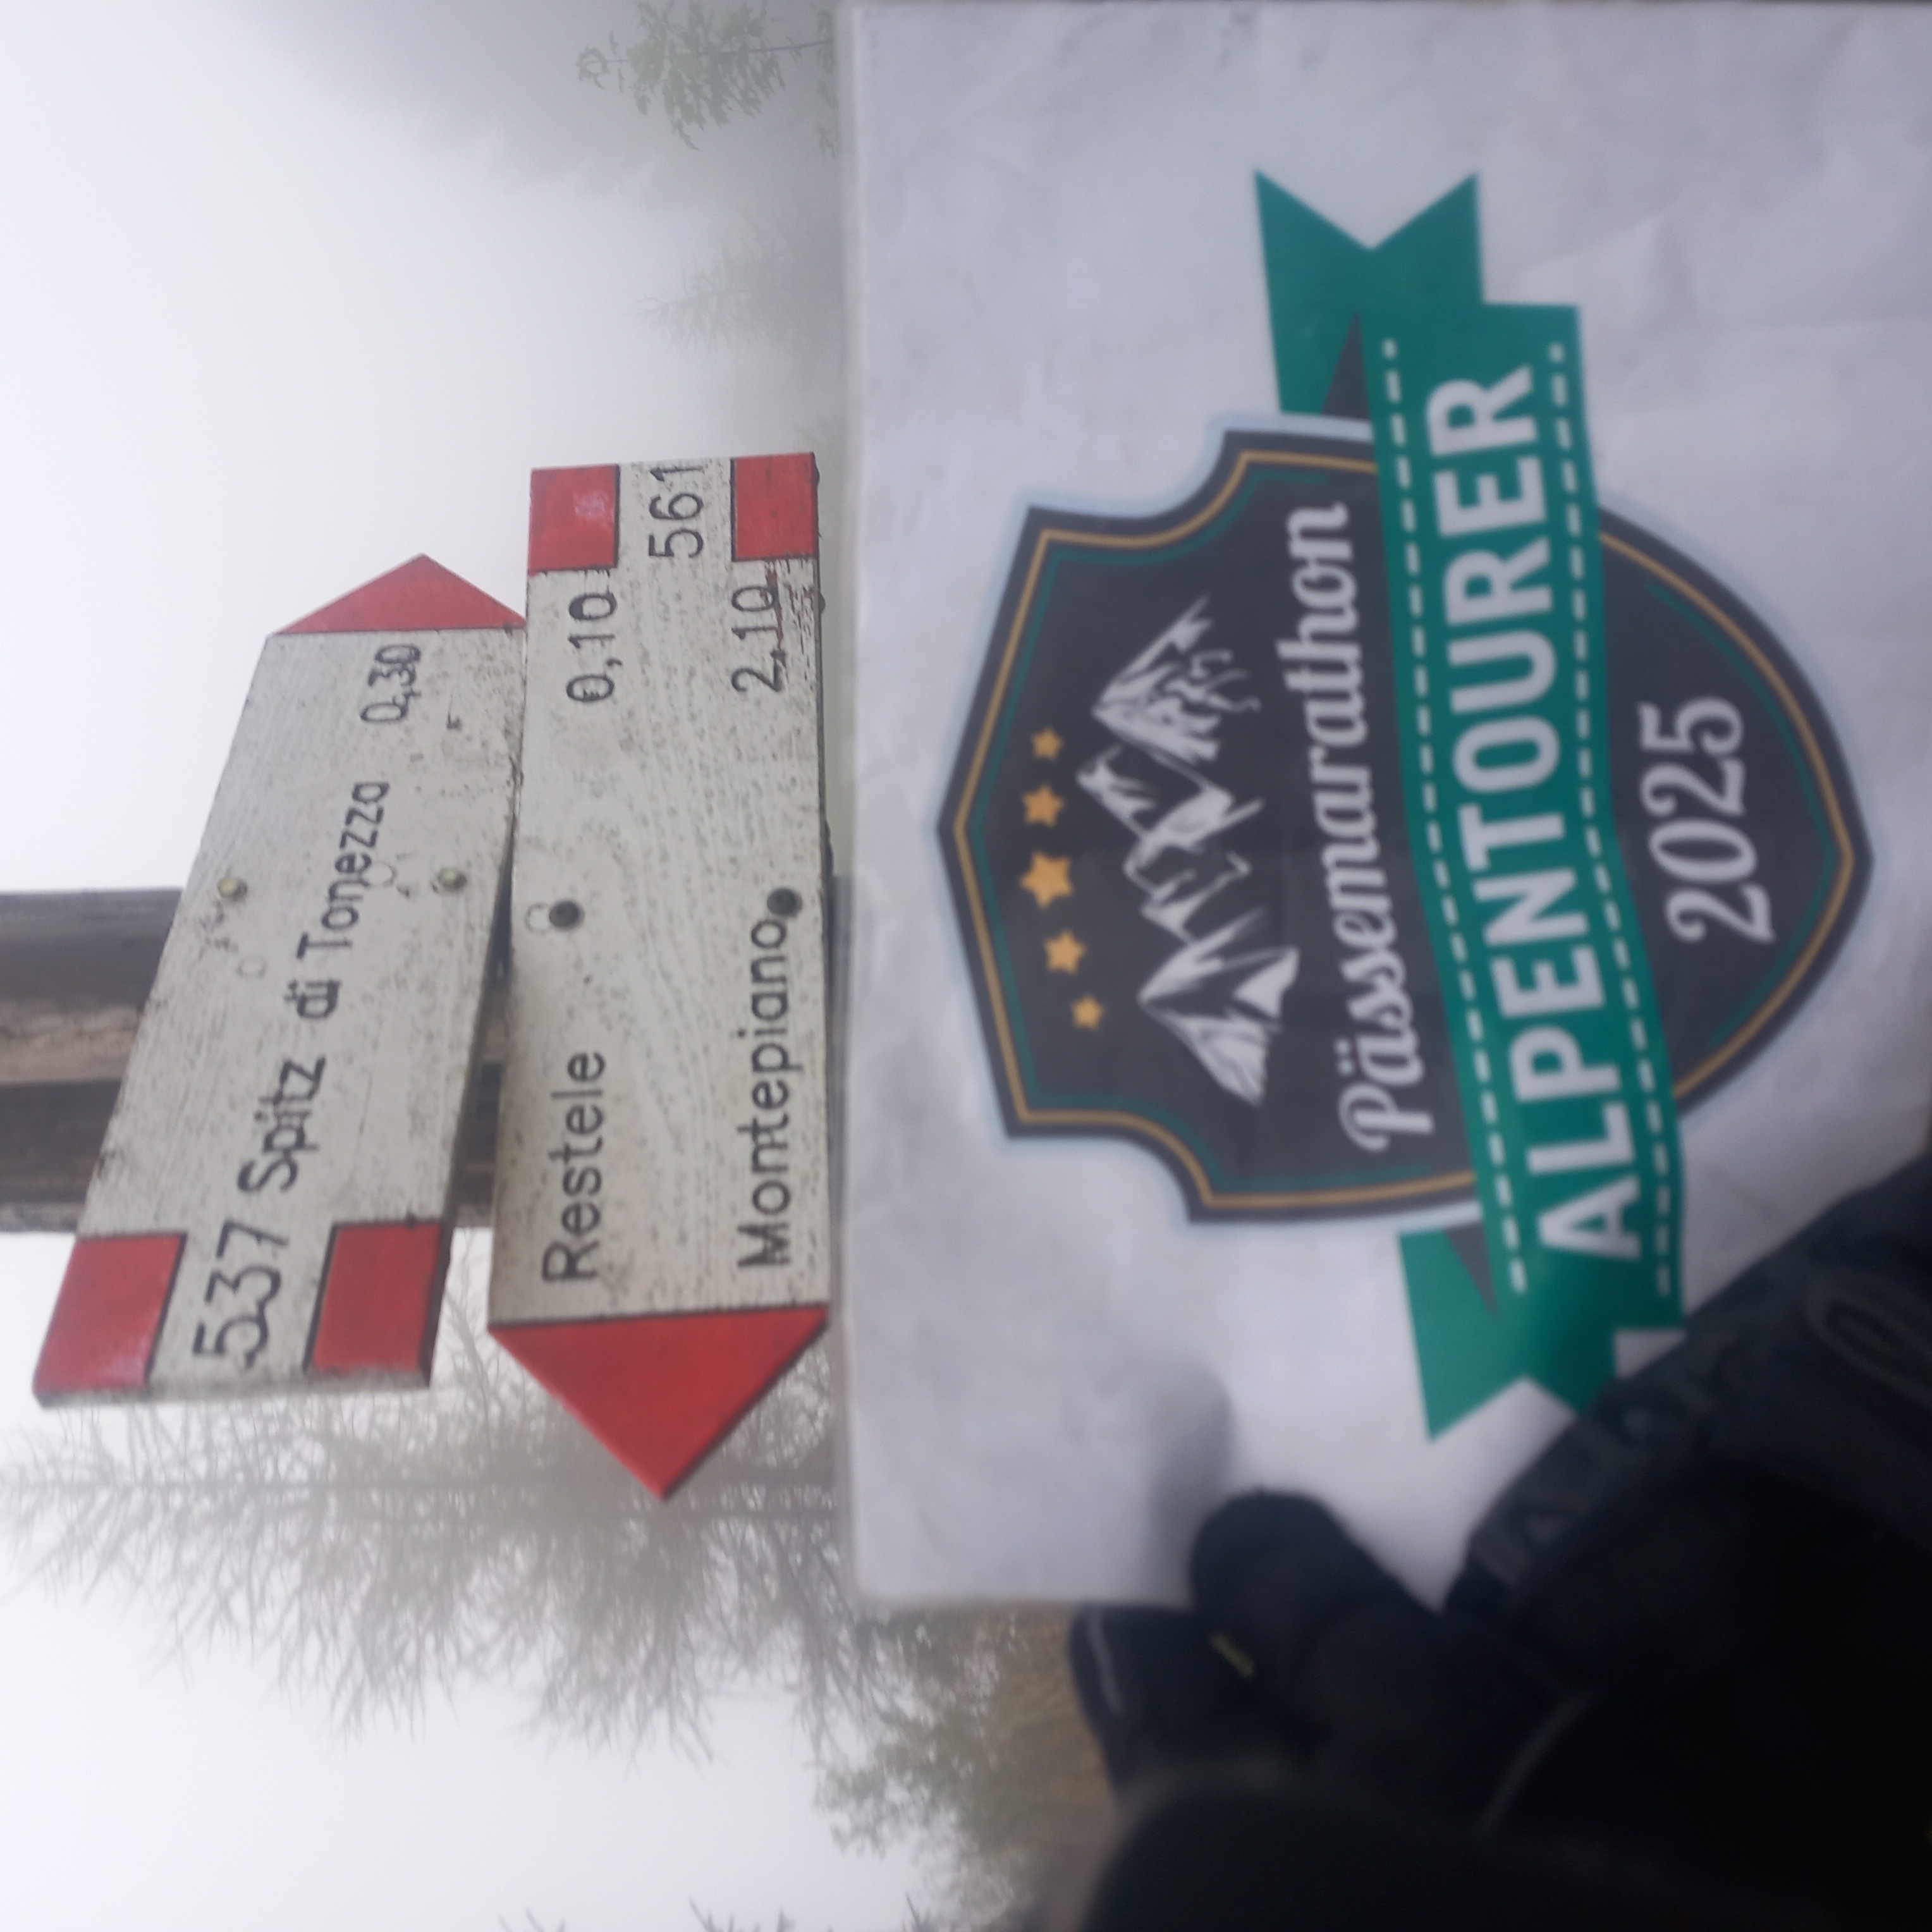 537 Spitz di Tonezza 0,30
Restele 0,10
561
Montepiano 2,10
Pässemarathon
ALPENTOURER
2025